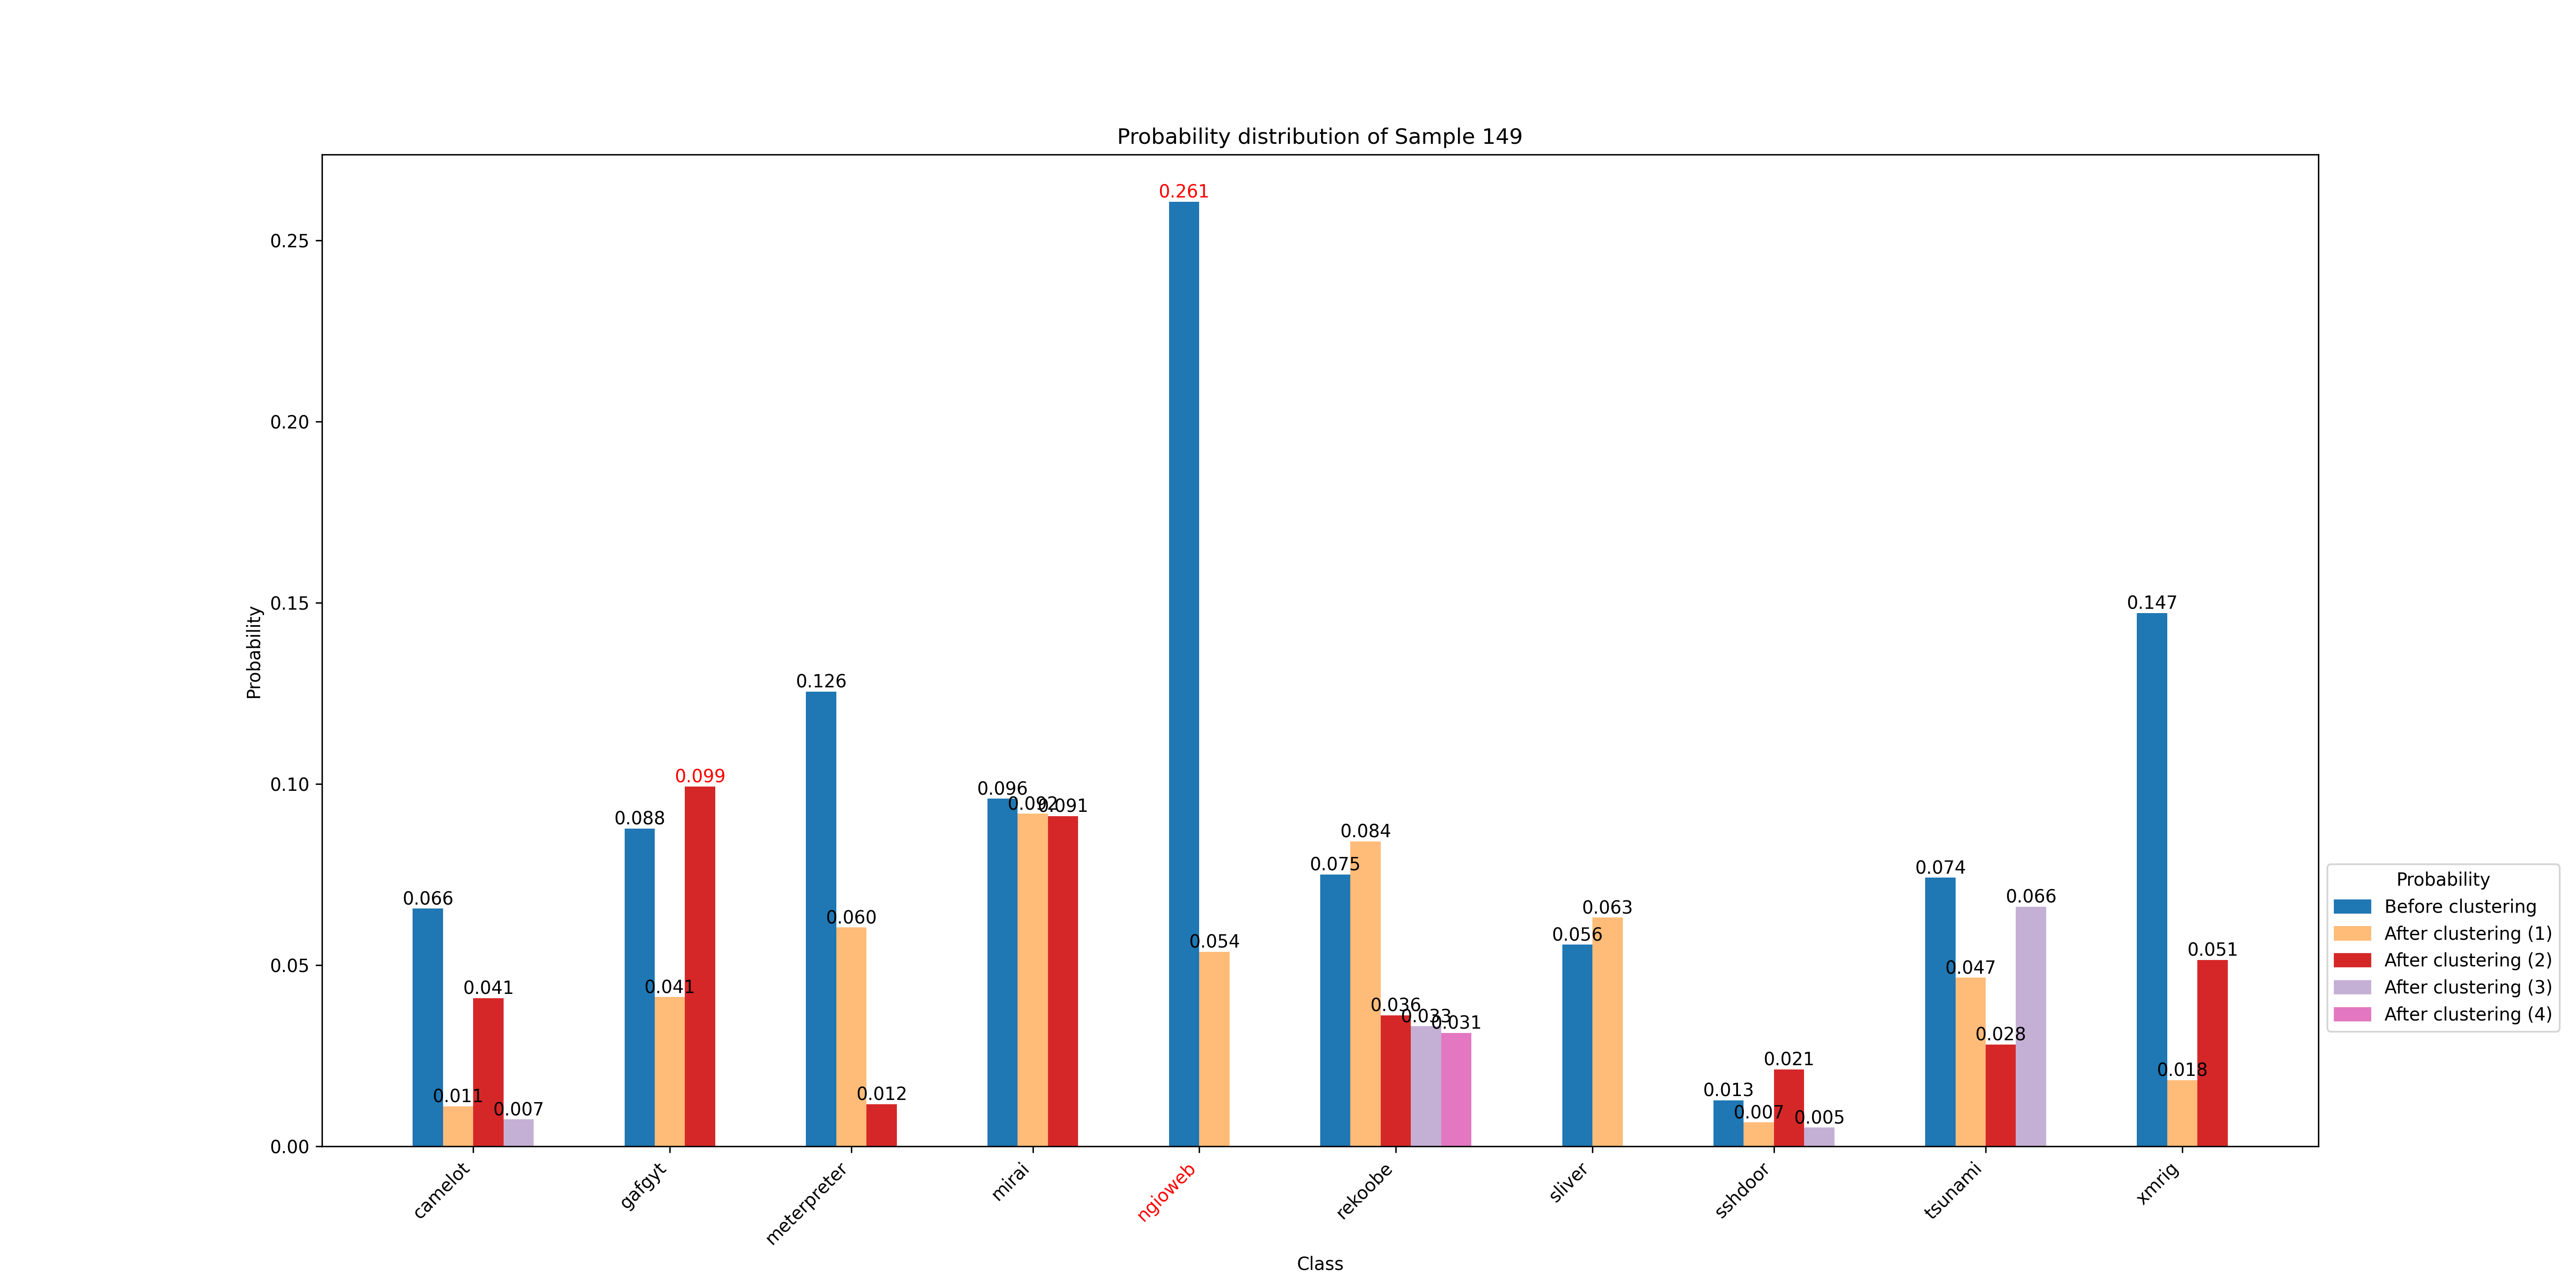 Probability distribution of Sample 149
Probability
0.25
0.20
0.15
0.10
0.05
0.00
0.066
0.011
0.041
0.007
0.088
0.041
0.099
0.126
0.060
0.012
0.096
0.092
0.091
0.261
0.054
0.075
0.084
0.036
0.033
0.031
0.056
0.063
0.013
0.007
0.021
0.005
0.074
0.047
0.028
0.066
0.147
0.018
0.051
camelot
gafgyt
meterpreter
mirai
ngioweb
rekoobe
sliver
sshdoor
tsunami
xmrig
Class
Probability
Before clustering
After clustering (1)
After clustering (2)
After clustering (3)
After clustering (4)